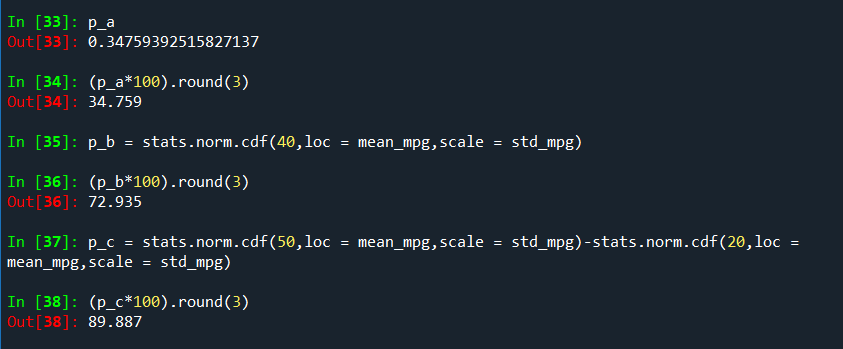 In [33]: p_a
Out[33]: 0.34759392515827137
In [34]: (p_a*100).round(3)
Out[34]: 34.759
In [35]: p_b = stats.norm.cdf(40,loc = mean_mpg,scale = std_mpg)
In [36]: (p_b*100).round(3)
Out[36]: 72.935
In [37]: p_c = stats.norm.cdf(50,loc = mean_mpg,scale = std_mpg)-stats.norm.cdf(20,loc =
mean_mpg,scale = std_mpg)
In [38]: (p_c*100).round(3)
Out[38]: 89.887